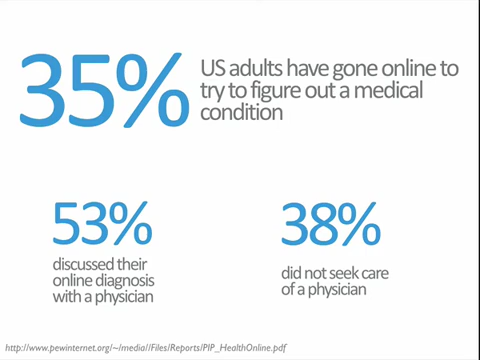 35%
US adults have gone online to
try to figure out a medical
condition
53%
discussed their
online diagnosis
with a physician
38%
did not seek care
of a physician
http://www.pewinternet.org/~/media//Files/Reports/PIP_HealthOnline.pdf